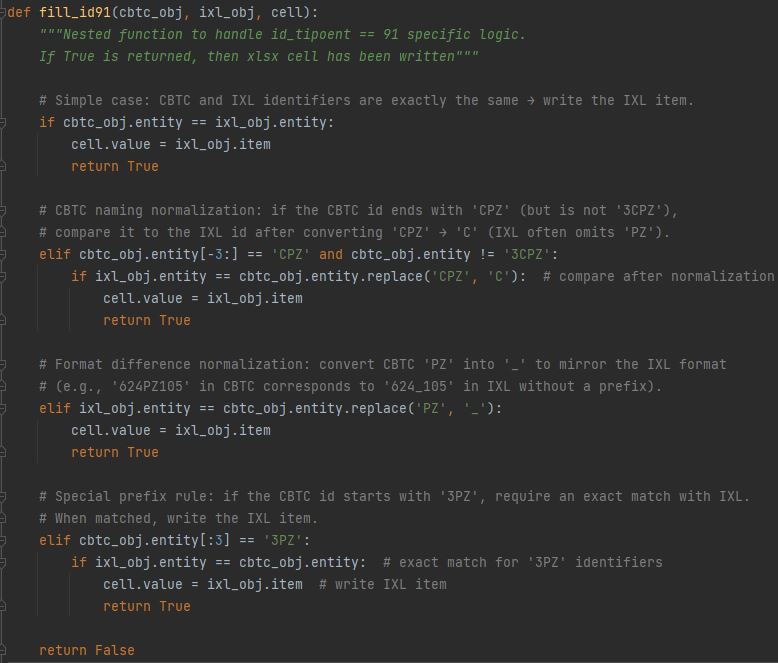 def fill_id91(cbtc_obj, ixl_obj, cell):
    """Nested function to handle id_tipoent == 91 specific logic.
    If True is returned, then xlsx cell has been written"""

    # Simple case: CBTC and IXL identifiers are exactly the same → write the IXL item.
    if cbtc_obj.entity == ixl_obj.entity:
        cell.value = ixl_obj.item
        return True

    # CBTC naming normalization: if the CBTC id ends with 'CPZ' (but is not '3CPZ'),
    # compare it to the IXL id after converting 'CPZ' → 'C' (IXL often omits 'PZ').
    elif cbtc_obj.entity[-3:] == 'CPZ' and cbtc_obj.entity != '3CPZ':
        if ixl_obj.entity == cbtc_obj.entity.replace('CPZ', 'C'):  # compare after normalization
            cell.value = ixl_obj.item
            return True

    # Format difference normalization: convert CBTC 'PZ' into '_' to mirror the IXL format
    # (e.g., '624PZ105' in CBTC corresponds to '624_105' in IXL without a prefix).
    elif ixl_obj.entity == cbtc_obj.entity.replace('PZ', '_'):
        cell.value = ixl_obj.item
        return True

    # Special prefix rule: if the CBTC id starts with '3PZ', require an exact match with IXL.
    # When matched, write the IXL item.
    elif cbtc_obj.entity[:3] == '3PZ':
        if ixl_obj.entity == cbtc_obj.entity:  # exact match for '3PZ' identifiers
            cell.value = ixl_obj.item  # write IXL item
            return True

    return False